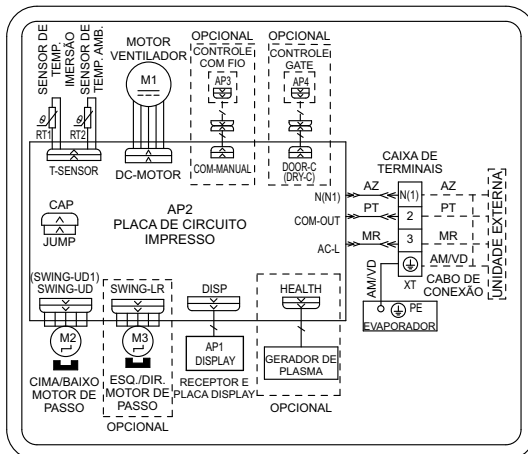 SENSOR DE
TEMP.
IMERSÃO
SENSOR DE
TEMP. AMB.
RT1
RT2
T-SENSOR
MOTOR
VENTILADOR
M1
DC-MOTOR
OPCIONAL
CONTROLE
COM FIO
AP3
COM-MANUAL
OPCIONAL
CONTROLE
GATE
AP4
DOOR-C
(DRY-C)
CAP
JUMP
AP2
PLACA DE CIRCUITO
IMPRESSO
N(N1)
COM-OUT
AC-L
AZ
PT
MR
CAIXA DE
TERMINAIS
N(1)
2
3
XT
AZ
PT
MR
AM/VD
CABO DE
CONEXÃO
UNIDADE EXTERNA
AM/VD
PE
EVAPORADOR
(SWING-UD1)
SWING-UD
M2
CIMA/BAIXO
MOTOR DE
PASSO
SWING-LR
M3
ESQ./DIR.
MOTOR DE
PASSO
OPCIONAL
DISP
AP1
DISPLAY
RECEPTOR E
PLACA DISPLAY
HEALTH
GERADOR DE
PLASMA
OPCIONAL